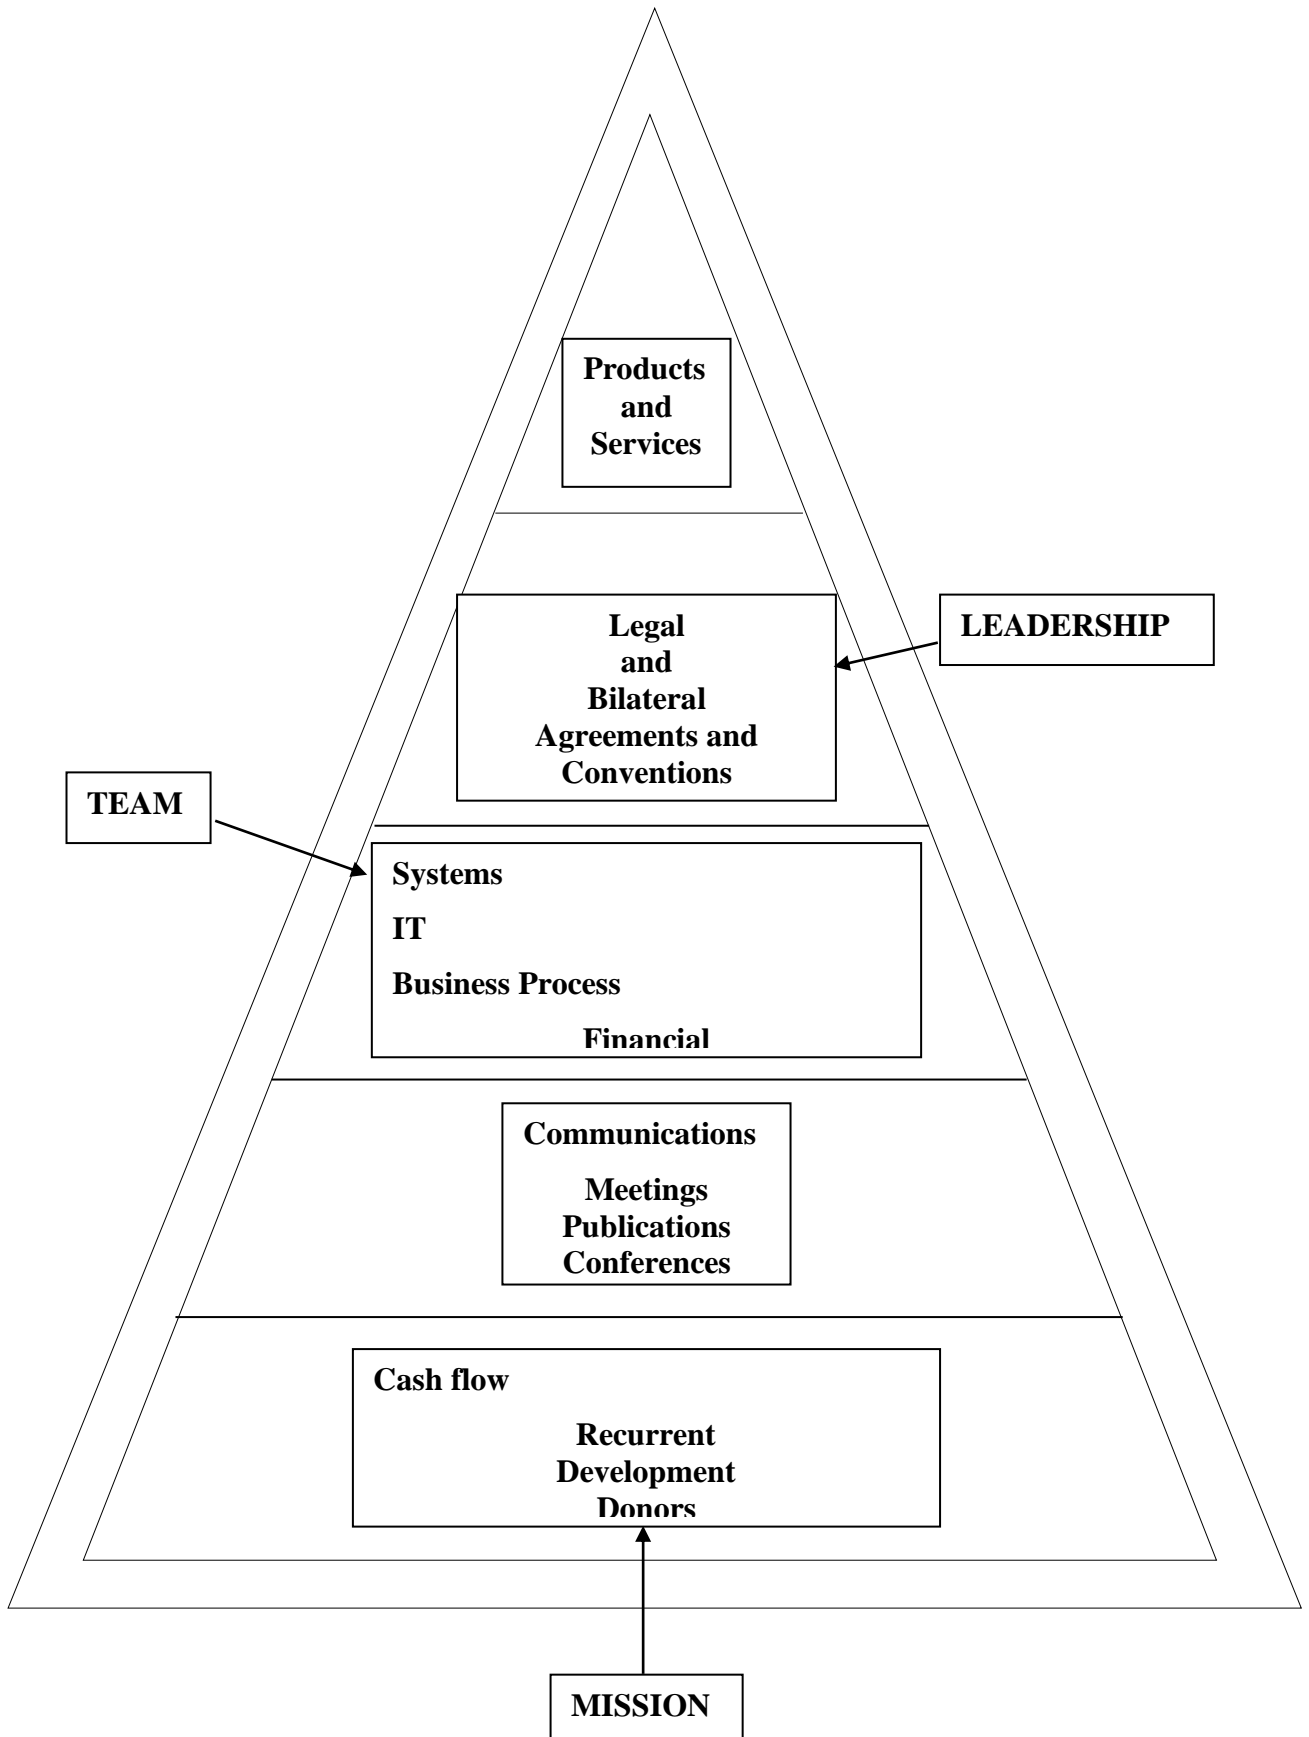 Products
and
Services
Legal
and
Bilateral
Agreements and
Conventions
LEADERSHIP
TEAM
Systems
IT
Business Process
Financial
Communications
Meetings
Publications
Conferences
Cash flow
Recurrent
Development
Donors
MISSION